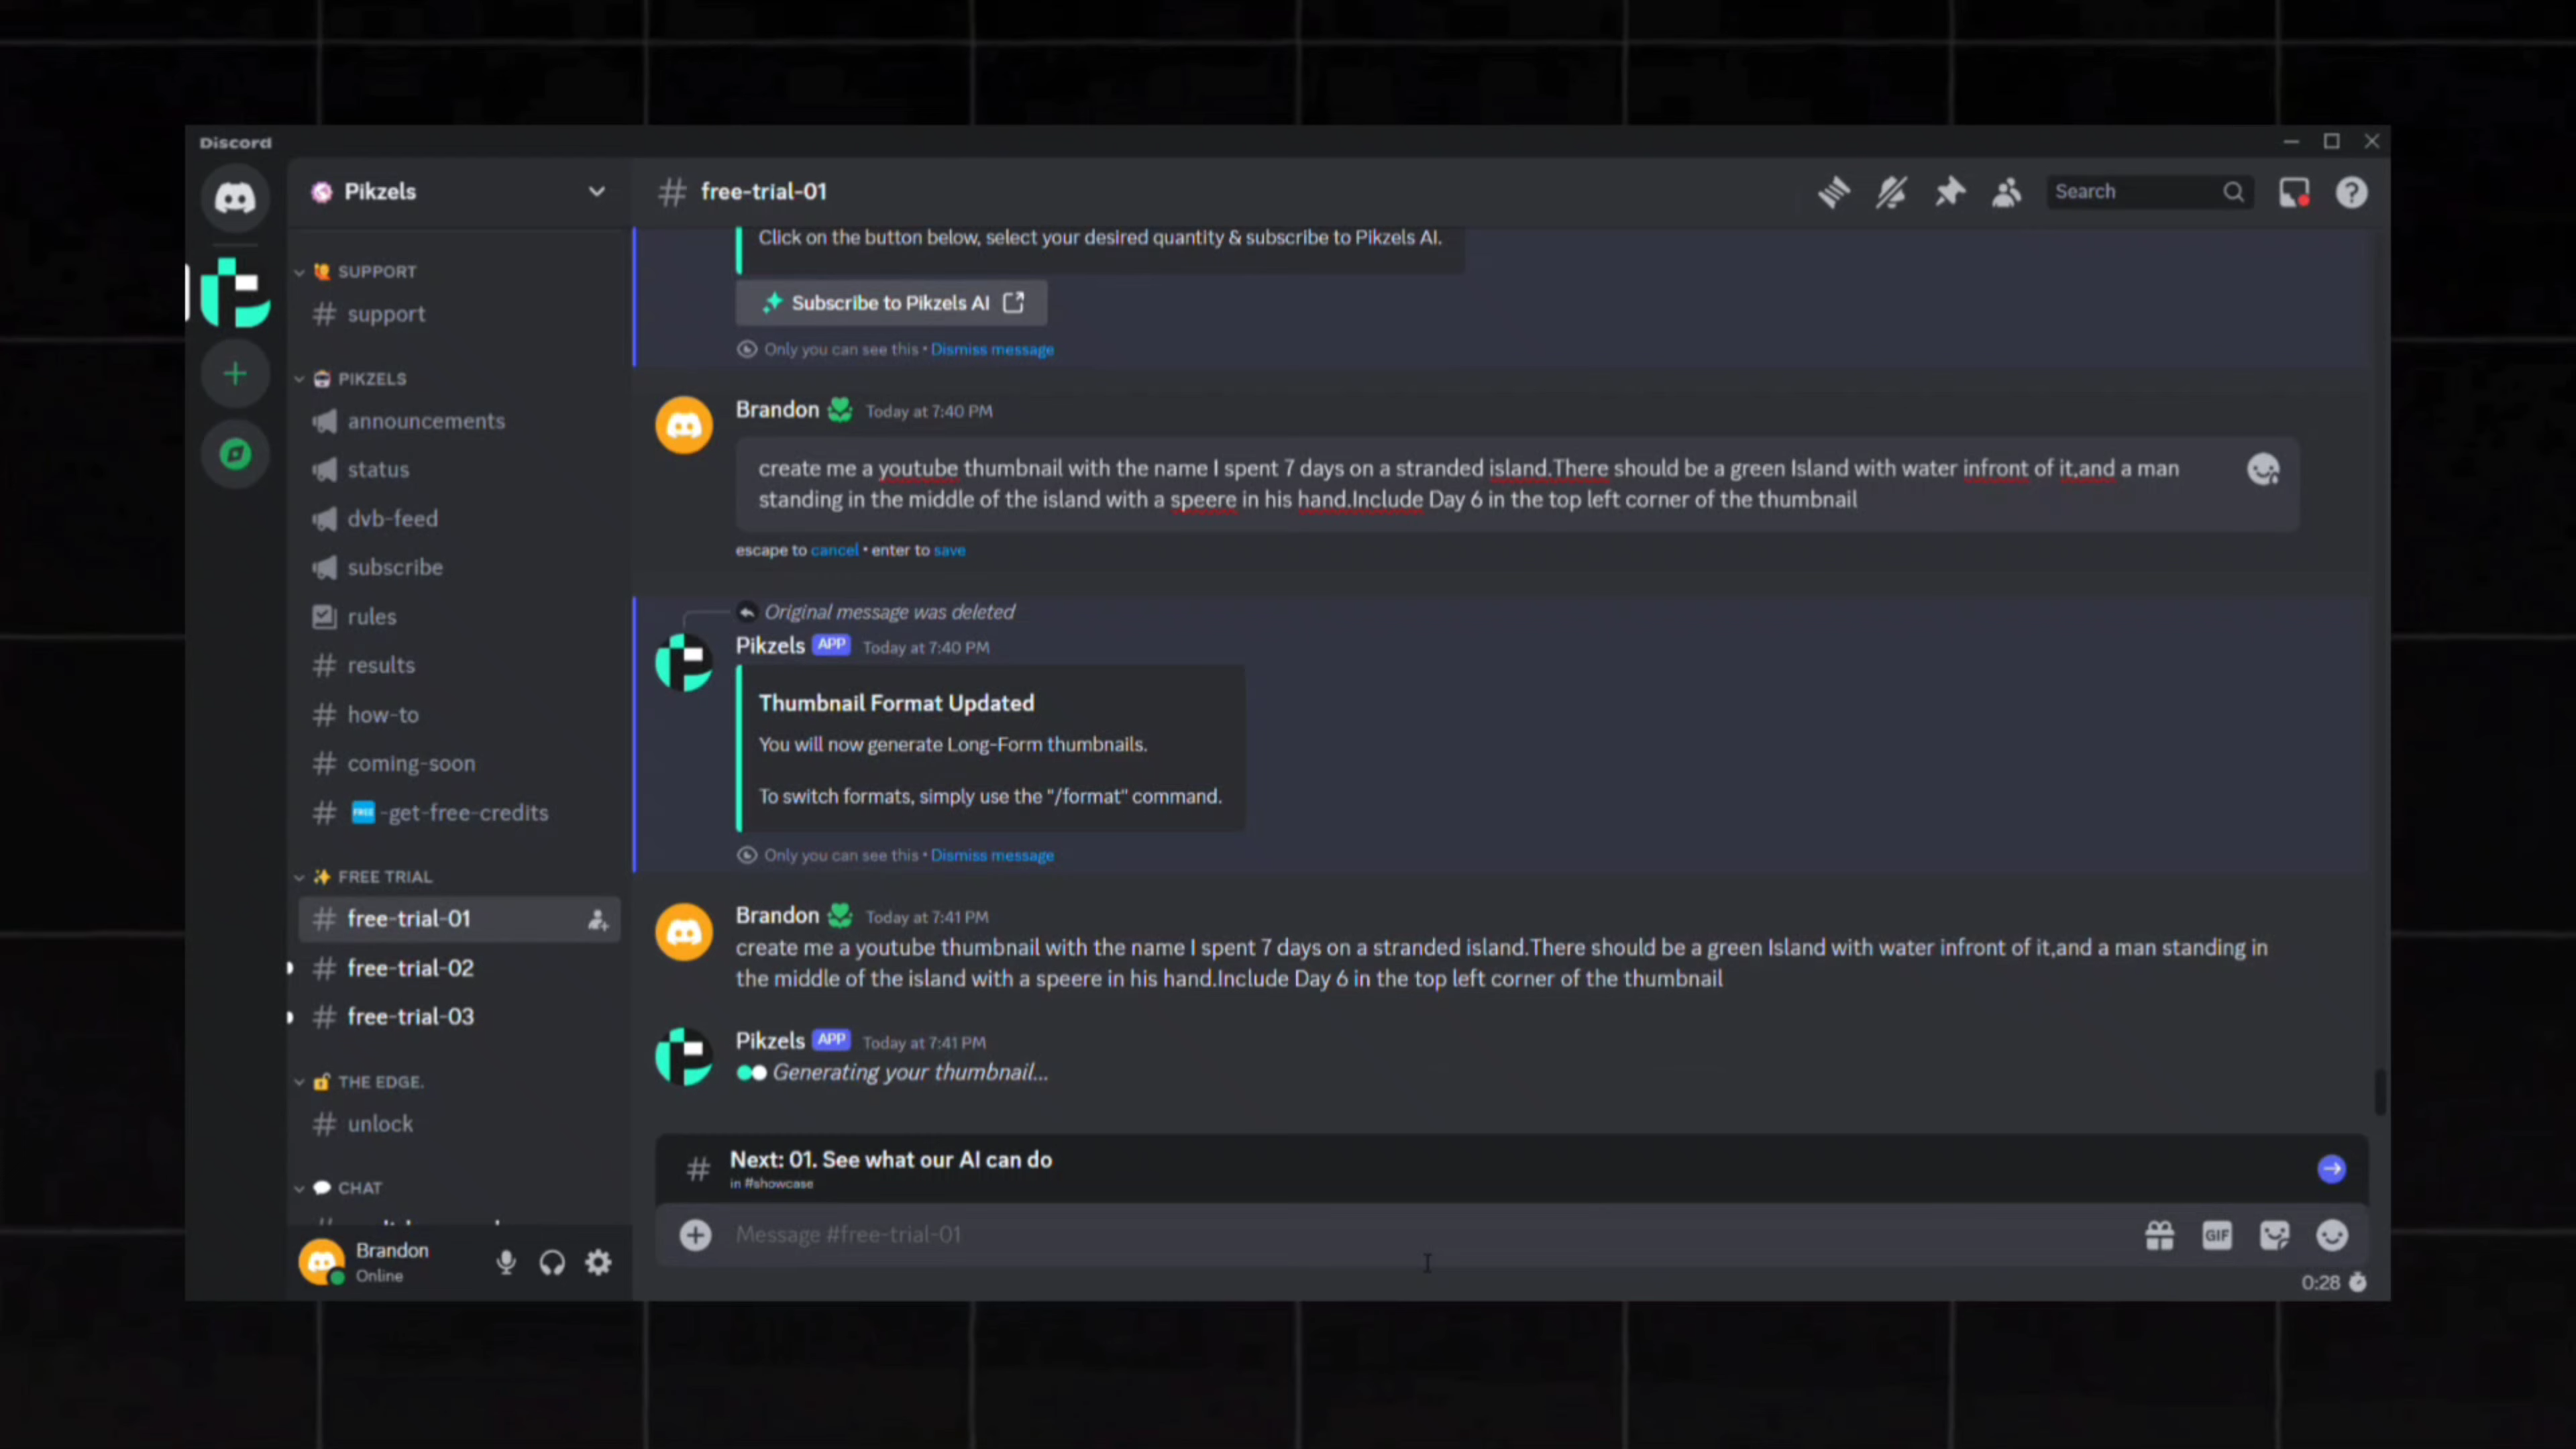 Discord
Pikzels
SUPPORT
support
PIKZELS
announcements
status
dvb-feed
subscribe
rules
results
how-to
coming-soon
FREE -get-free-credits
FREE TRIAL
free-trial-01
free-trial-02
free-trial-03
THE EDGE.
unlock
CHAT
Brandon
Online
free-trial-01
Search
Click on the button below, select your desired quantity & subscribe to Pikzels AI.
Subscribe to Pikzels AI
Only you can see this • Dismiss message
Brandon Today at 7:40 PM
create me a youtube thumbnail with the name I spent 7 days on a stranded island.There should be a green Island with water infront of it,and a man
standing in the middle of the island with a speere in his hand.Include Day 6 in the top left corner of the thumbnail
escape to cancel • enter to save
Original message was deleted
Pikzels APP Today at 7:40 PM
Thumbnail Format Updated
You will now generate Long-Form thumbnails.
To switch formats, simply use the "/format" command.
Only you can see this • Dismiss message
Brandon Today at 7:41 PM
create me a youtube thumbnail with the name I spent 7 days on a stranded island.There should be a green Island with water infront of it,and a man standing in
the middle of the island with a speere in his hand.Include Day 6 in the top left corner of the thumbnail
Pikzels APP Today at 7:41 PM
Generating your thumbnail...
Next: 01. See what our AI can do
in #showcase
Message #free-trial-01
GIF
0:28